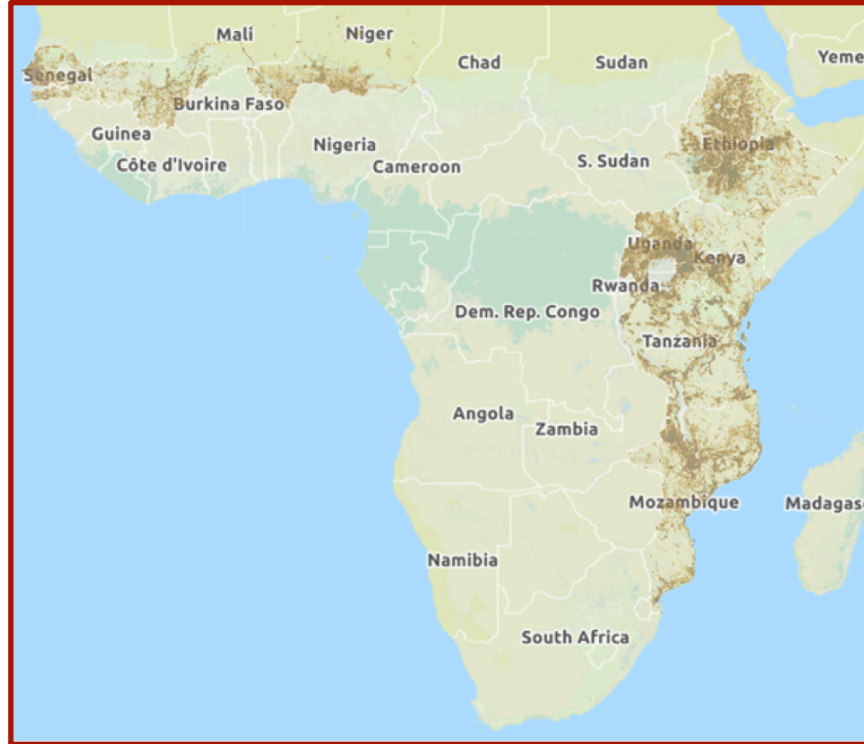 Mali
Niger
Chad
Sudan
Yeme
Senegal
Burkina Faso
Guinea
Nigeria
Côte d'Ivoire
Cameroon
S. Sudan
Ethiopia
Uganda
Kenya
Rwanda
Dem. Rep. Congo
Tanzania
Angola
Zambia
Mozambique
Madagas
Namibia
South Africa